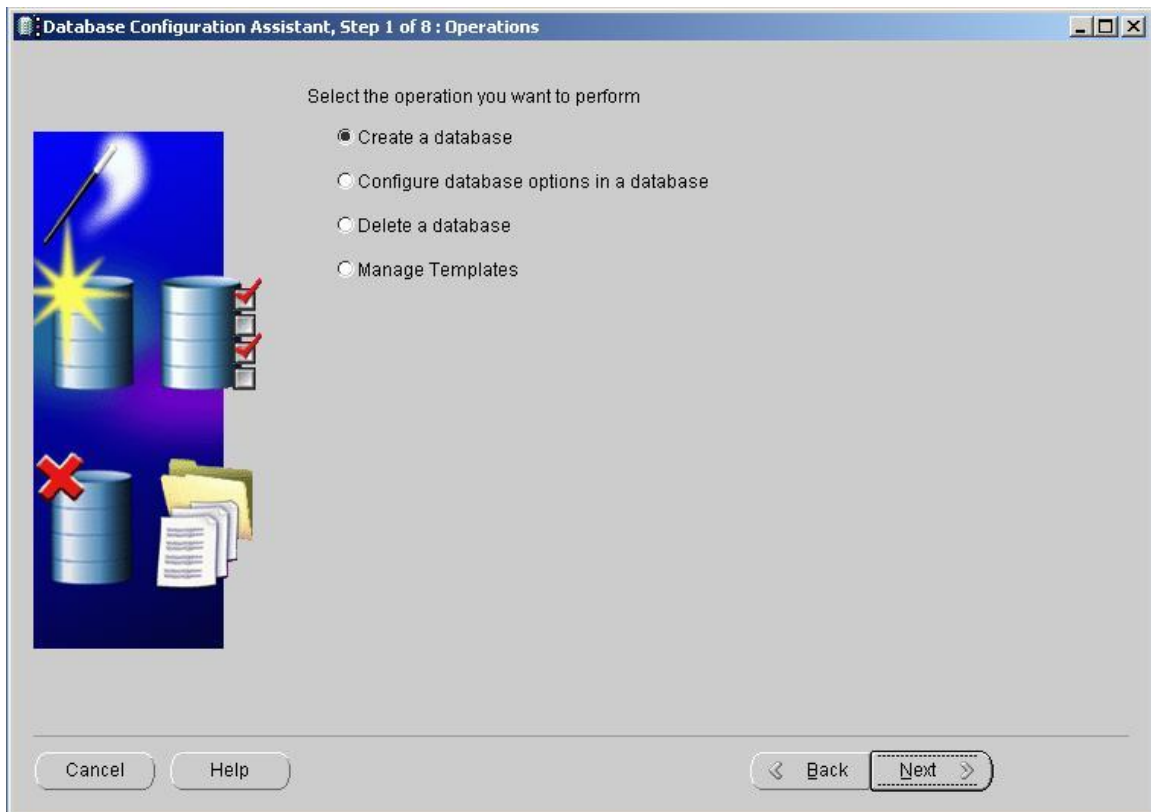 Database Configuration Assistant, Step 1 of 8 : Operations
Select the operation you want to perform
Create a database
Configure database options in a database
Delete a database
Manage Templates
Cancel
Help
Back
Next